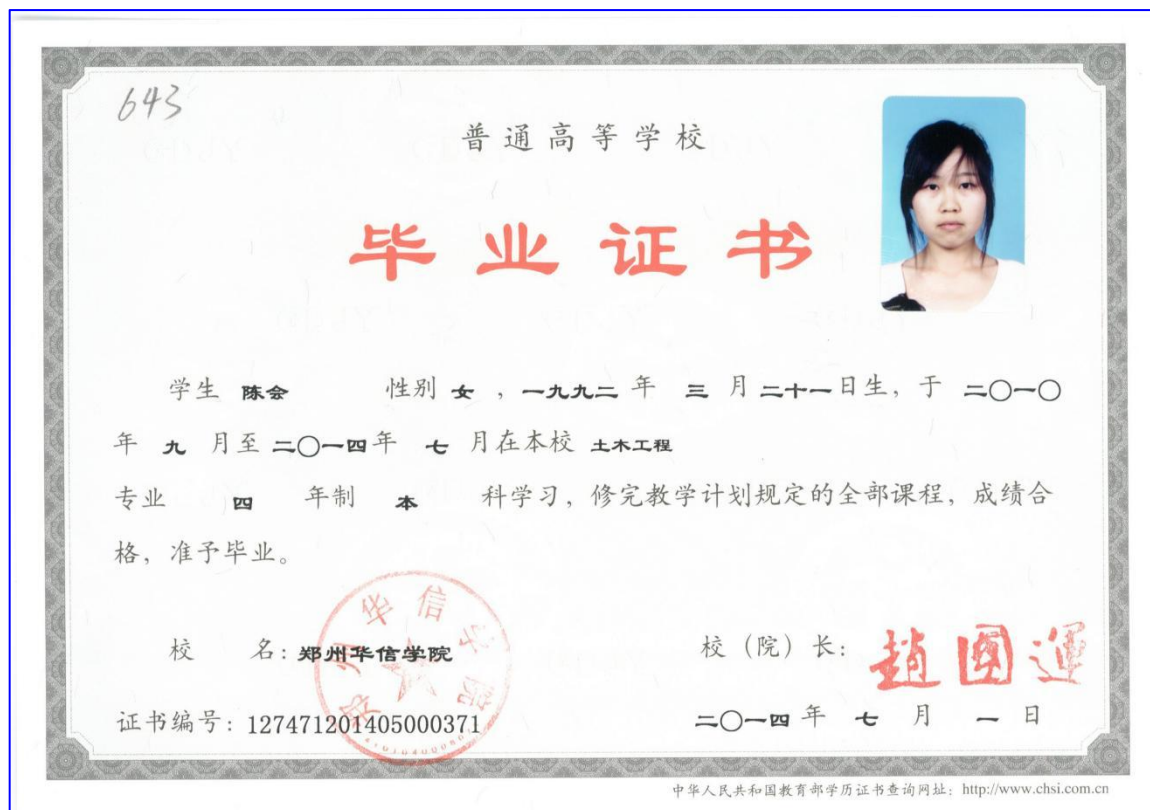 643
普通高等学校
毕业证书
学生 陈会 性别 女 ，一九九二 年 三 月 二十一日生，于 二〇一〇
年 九 月至 二〇一四年 七 月在本校 土木工程
专业 四 年制 本 科学习，修完教学计划规定的全部课程，成绩合
格，准予毕业。
郑州华信学院
校 名：郑州华信学院
校（院）长：趙國運
证书编号：127471201405000371
二〇一四 年 七 月 一 日
中华人民共和国教育部学历证书查询网址：http://www.chsi.com.cn